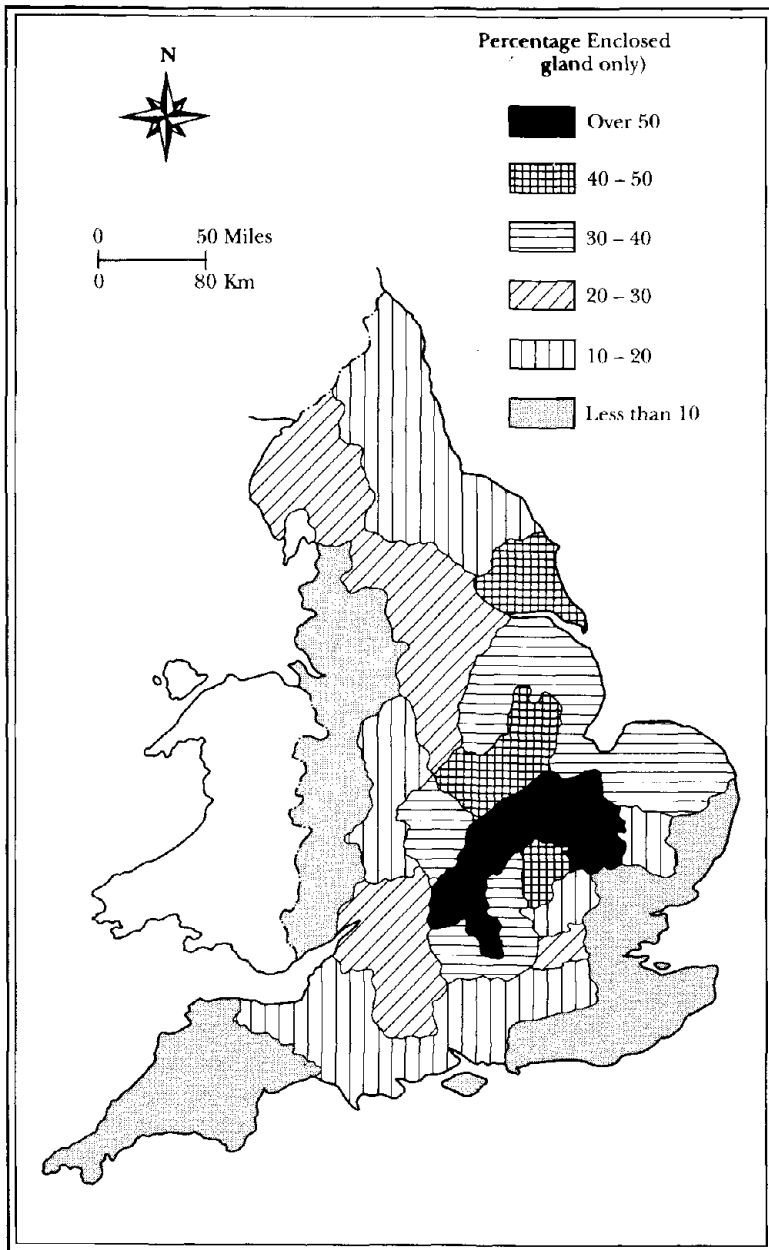 N
0 50 Miles
0 80 Km
Percentage Enclosed
gland only)
Over 50
40 – 50
30 – 40
20 – 30
10 – 20
Less than 10